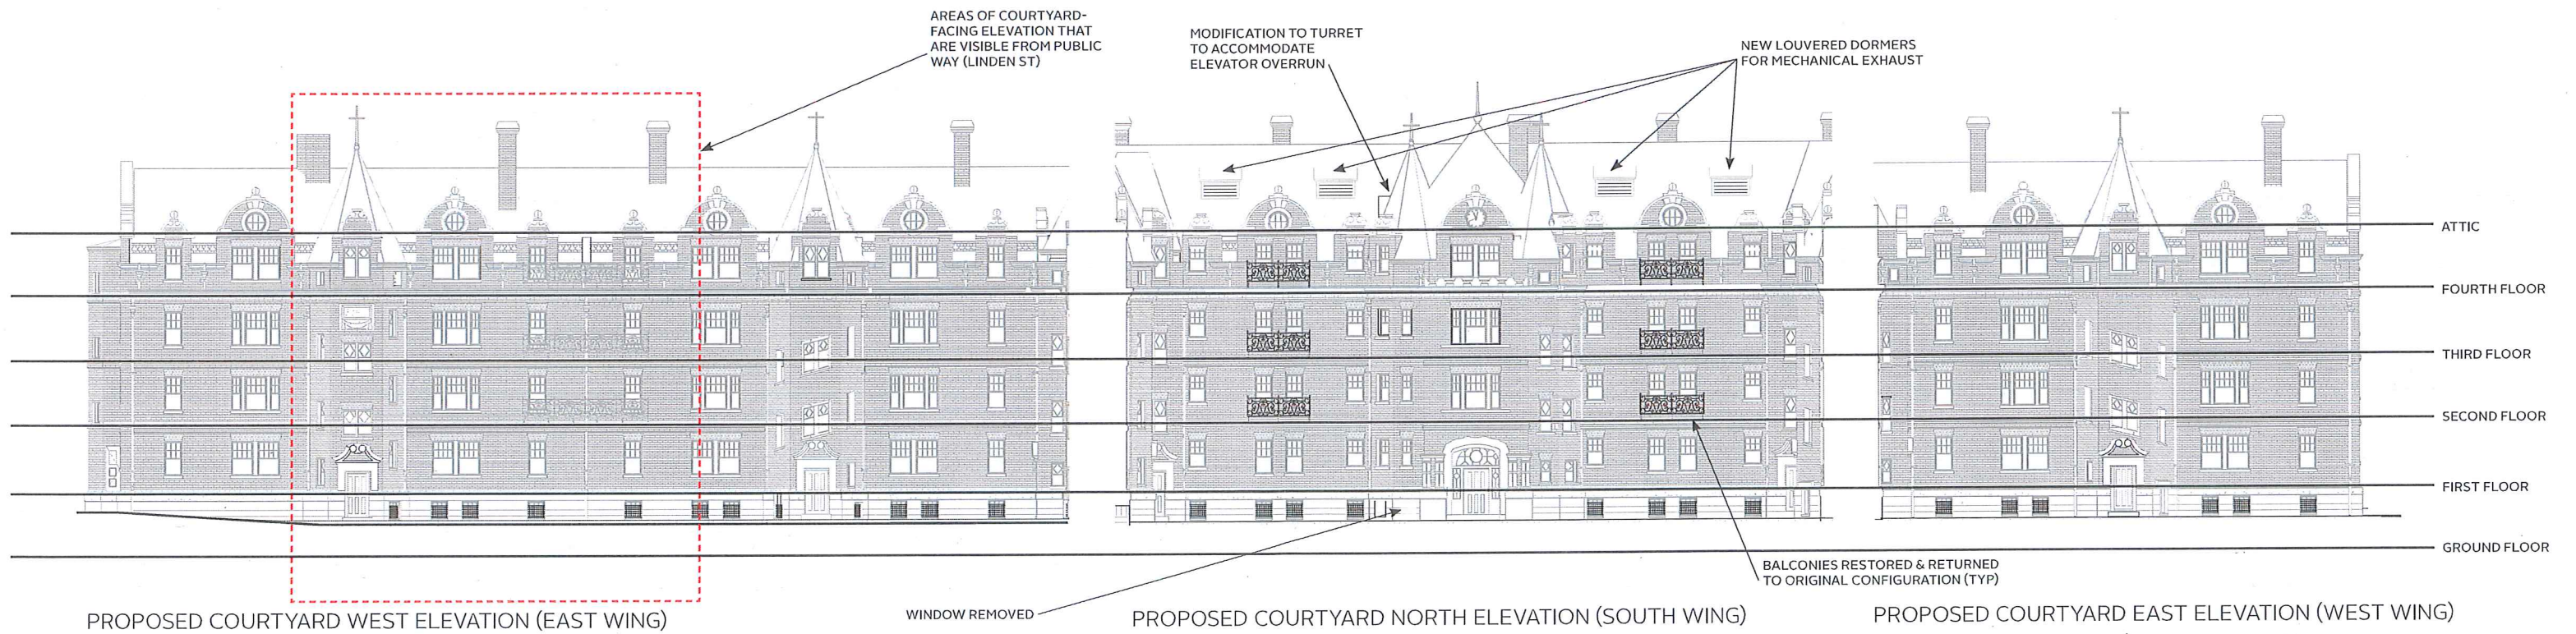 AREAS OF COURTYARD-
FACING ELEVATION THAT
ARE VISIBLE FROM PUBLIC
WAY (LINDEN ST)
MODIFICATION TO TURRET
TO ACCOMMODATE
ELEVATOR OVERRUN
NEW LOUVERED DORMERS
FOR MECHANICAL EXHAUST
ATTIC
FOURTH FLOOR
THIRD FLOOR
SECOND FLOOR
FIRST FLOOR
GROUND FLOOR
BALCONIES RESTORED & RETURNED
TO ORIGINAL CONFIGURATION (TYP)
WINDOW REMOVED
PROPOSED COURTYARD WEST ELEVATION (EAST WING)
PROPOSED COURTYARD NORTH ELEVATION (SOUTH WING)
PROPOSED COURTYARD EAST ELEVATION (WEST WING)